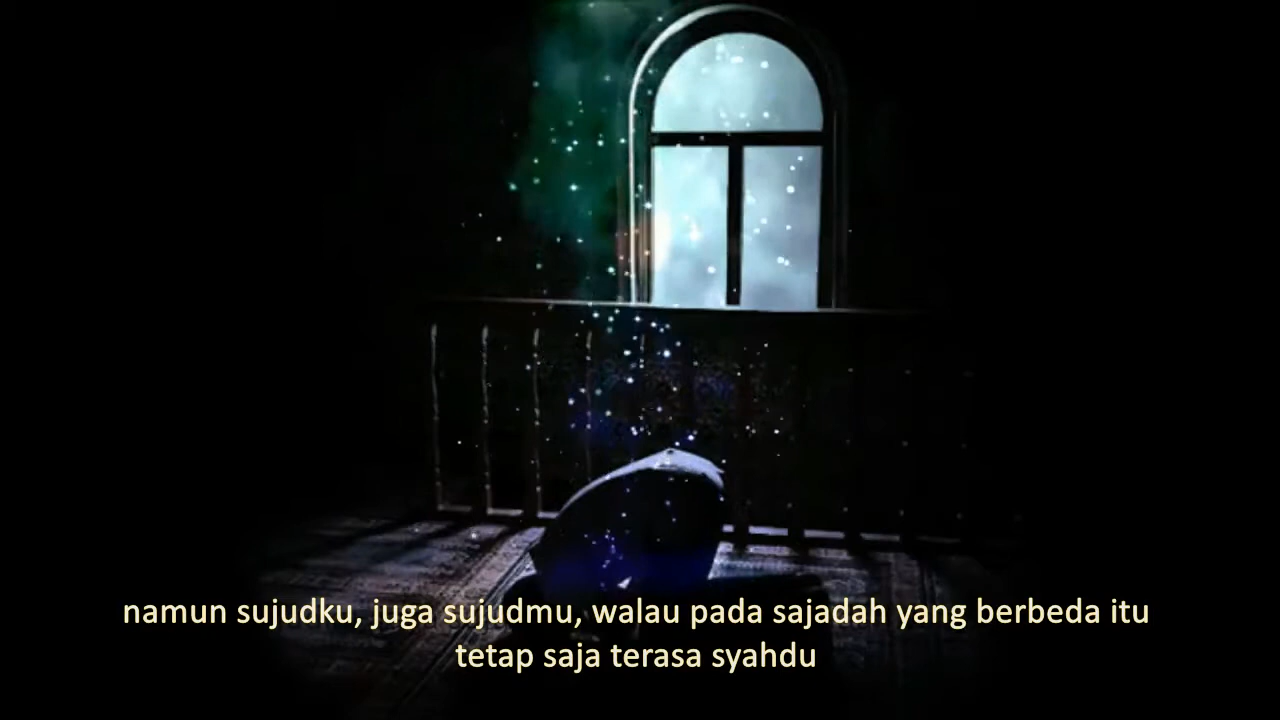 namun sujudku, juga sujudmu, walau pada sajadah yang berbeda itu
tetap saja terasa syahdu